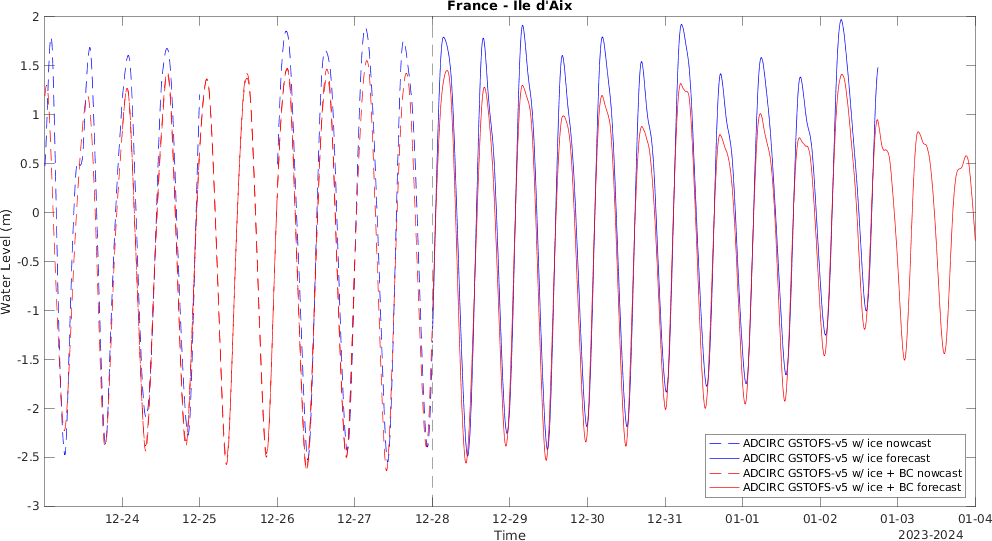 France - Ile d'Aix
2
1.5
1
0.5
0
-0.5
-1
-1.5
-2
-2.5
-3
Water Level (m)
ADCIRC GSTOFS-v5 w/ ice nowcast
ADCIRC GSTOFS-v5 w/ ice forecast
ADCIRC GSTOFS-v5 w/ ice + BC nowcast
ADCIRC GSTOFS-v5 w/ ice + BC forecast
12-24 12-25 12-26 12-27 12-28 12-29 12-30 12-31 01-01 01-02 01-03 01-04
Time
2023-2024